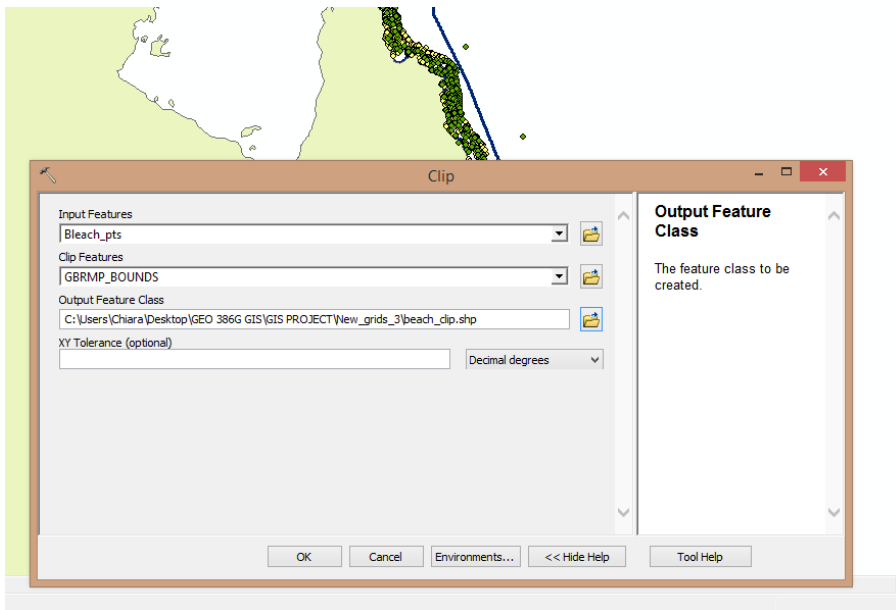 Clip
Input Features
Bleach_pts
Clip Features
GBRMP_BOUNDS
Output Feature Class
C:\Users\Chiara\Desktop\GEO 386G GIS\GIS PROJECT\New_grids_3\beach_clip.shp
XY Tolerance (optional)
Decimal degrees
Output Feature
Class
The feature class to be
created.
OK Cancel Environments... << Hide Help Tool Help